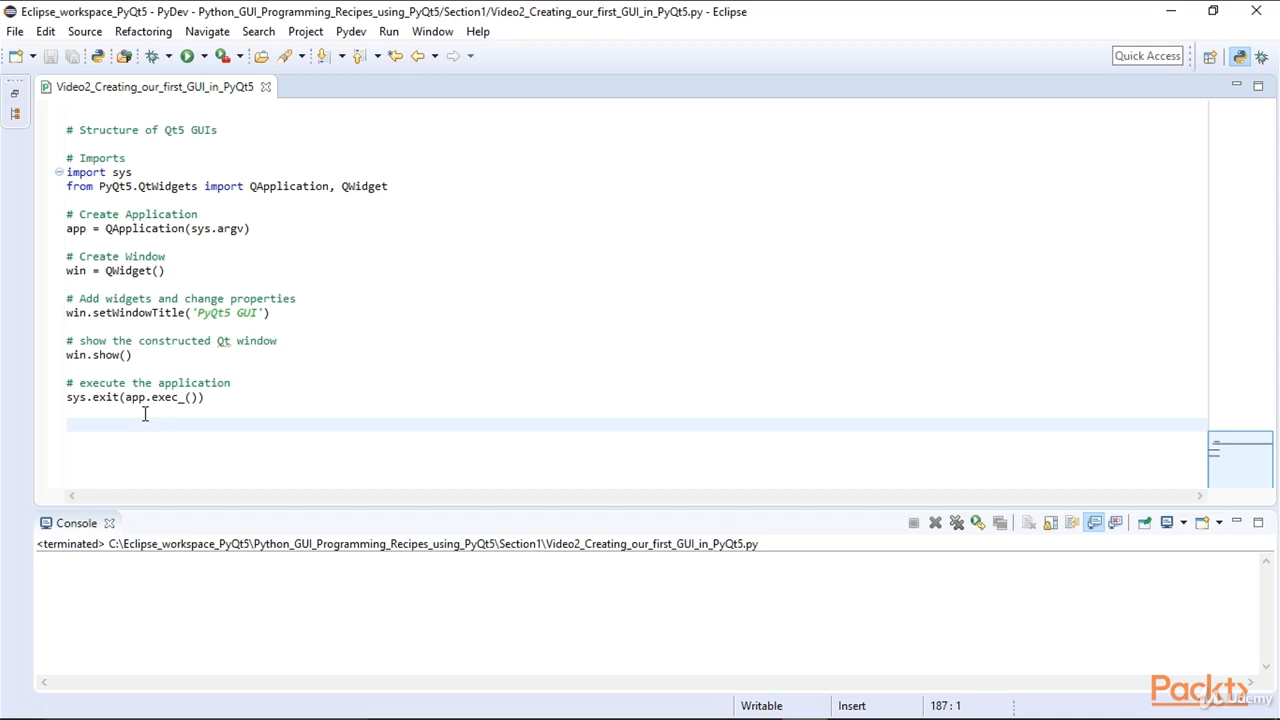 Eclipse_workspace_PyQt5 - PyDev - Python_GUI_Programming_Recipes_using_PyQt5/Section1/Video2_Creating_our_first_GUI_in_PyQt5.py - Eclipse
File Edit Source Refactoring Navigate Search Project Pydev Run Window Help
Quick Access
Video2_Creating_our_first_GUI_in_PyQt5
# Structure of Qt5 GUIs
# Imports
import sys
from PyQt5.QtWidgets import QApplication, QWidget
# Create Application
app = QApplication(sys.argv)
# Create Window
win = QWidget()
# Add widgets and change properties
win.setWindowTitle('PyQt5 GUI')
# show the constructed Qt window
win.show()
# execute the application
sys.exit(app.exec_())
Console
<terminated> C:\Eclipse_workspace_PyQt5\Python_GUI_Programming_Recipes_using_PyQt5\Section1\Video2_Creating_our_first_GUI_in_PyQt5.py
Packt>
Udemy
Writable Insert 187 : 1